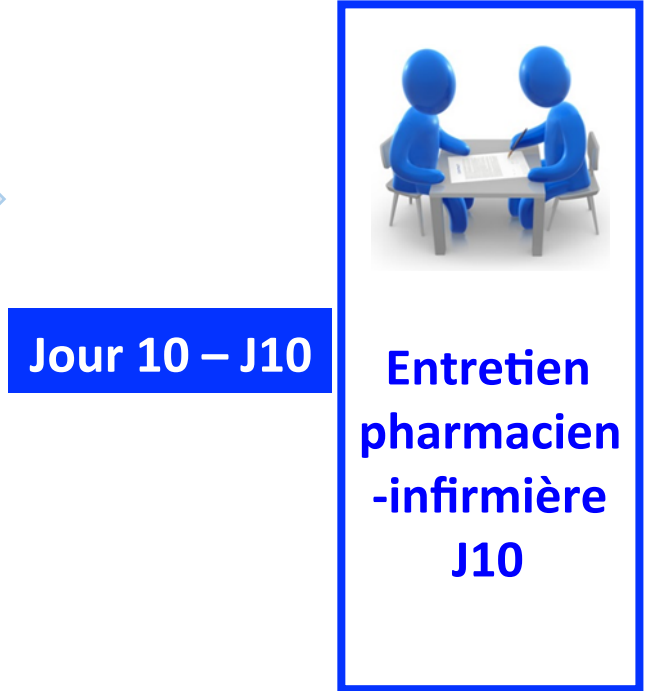 Jour 10 – J10
Entretien
pharmacien
-infirmière
J10